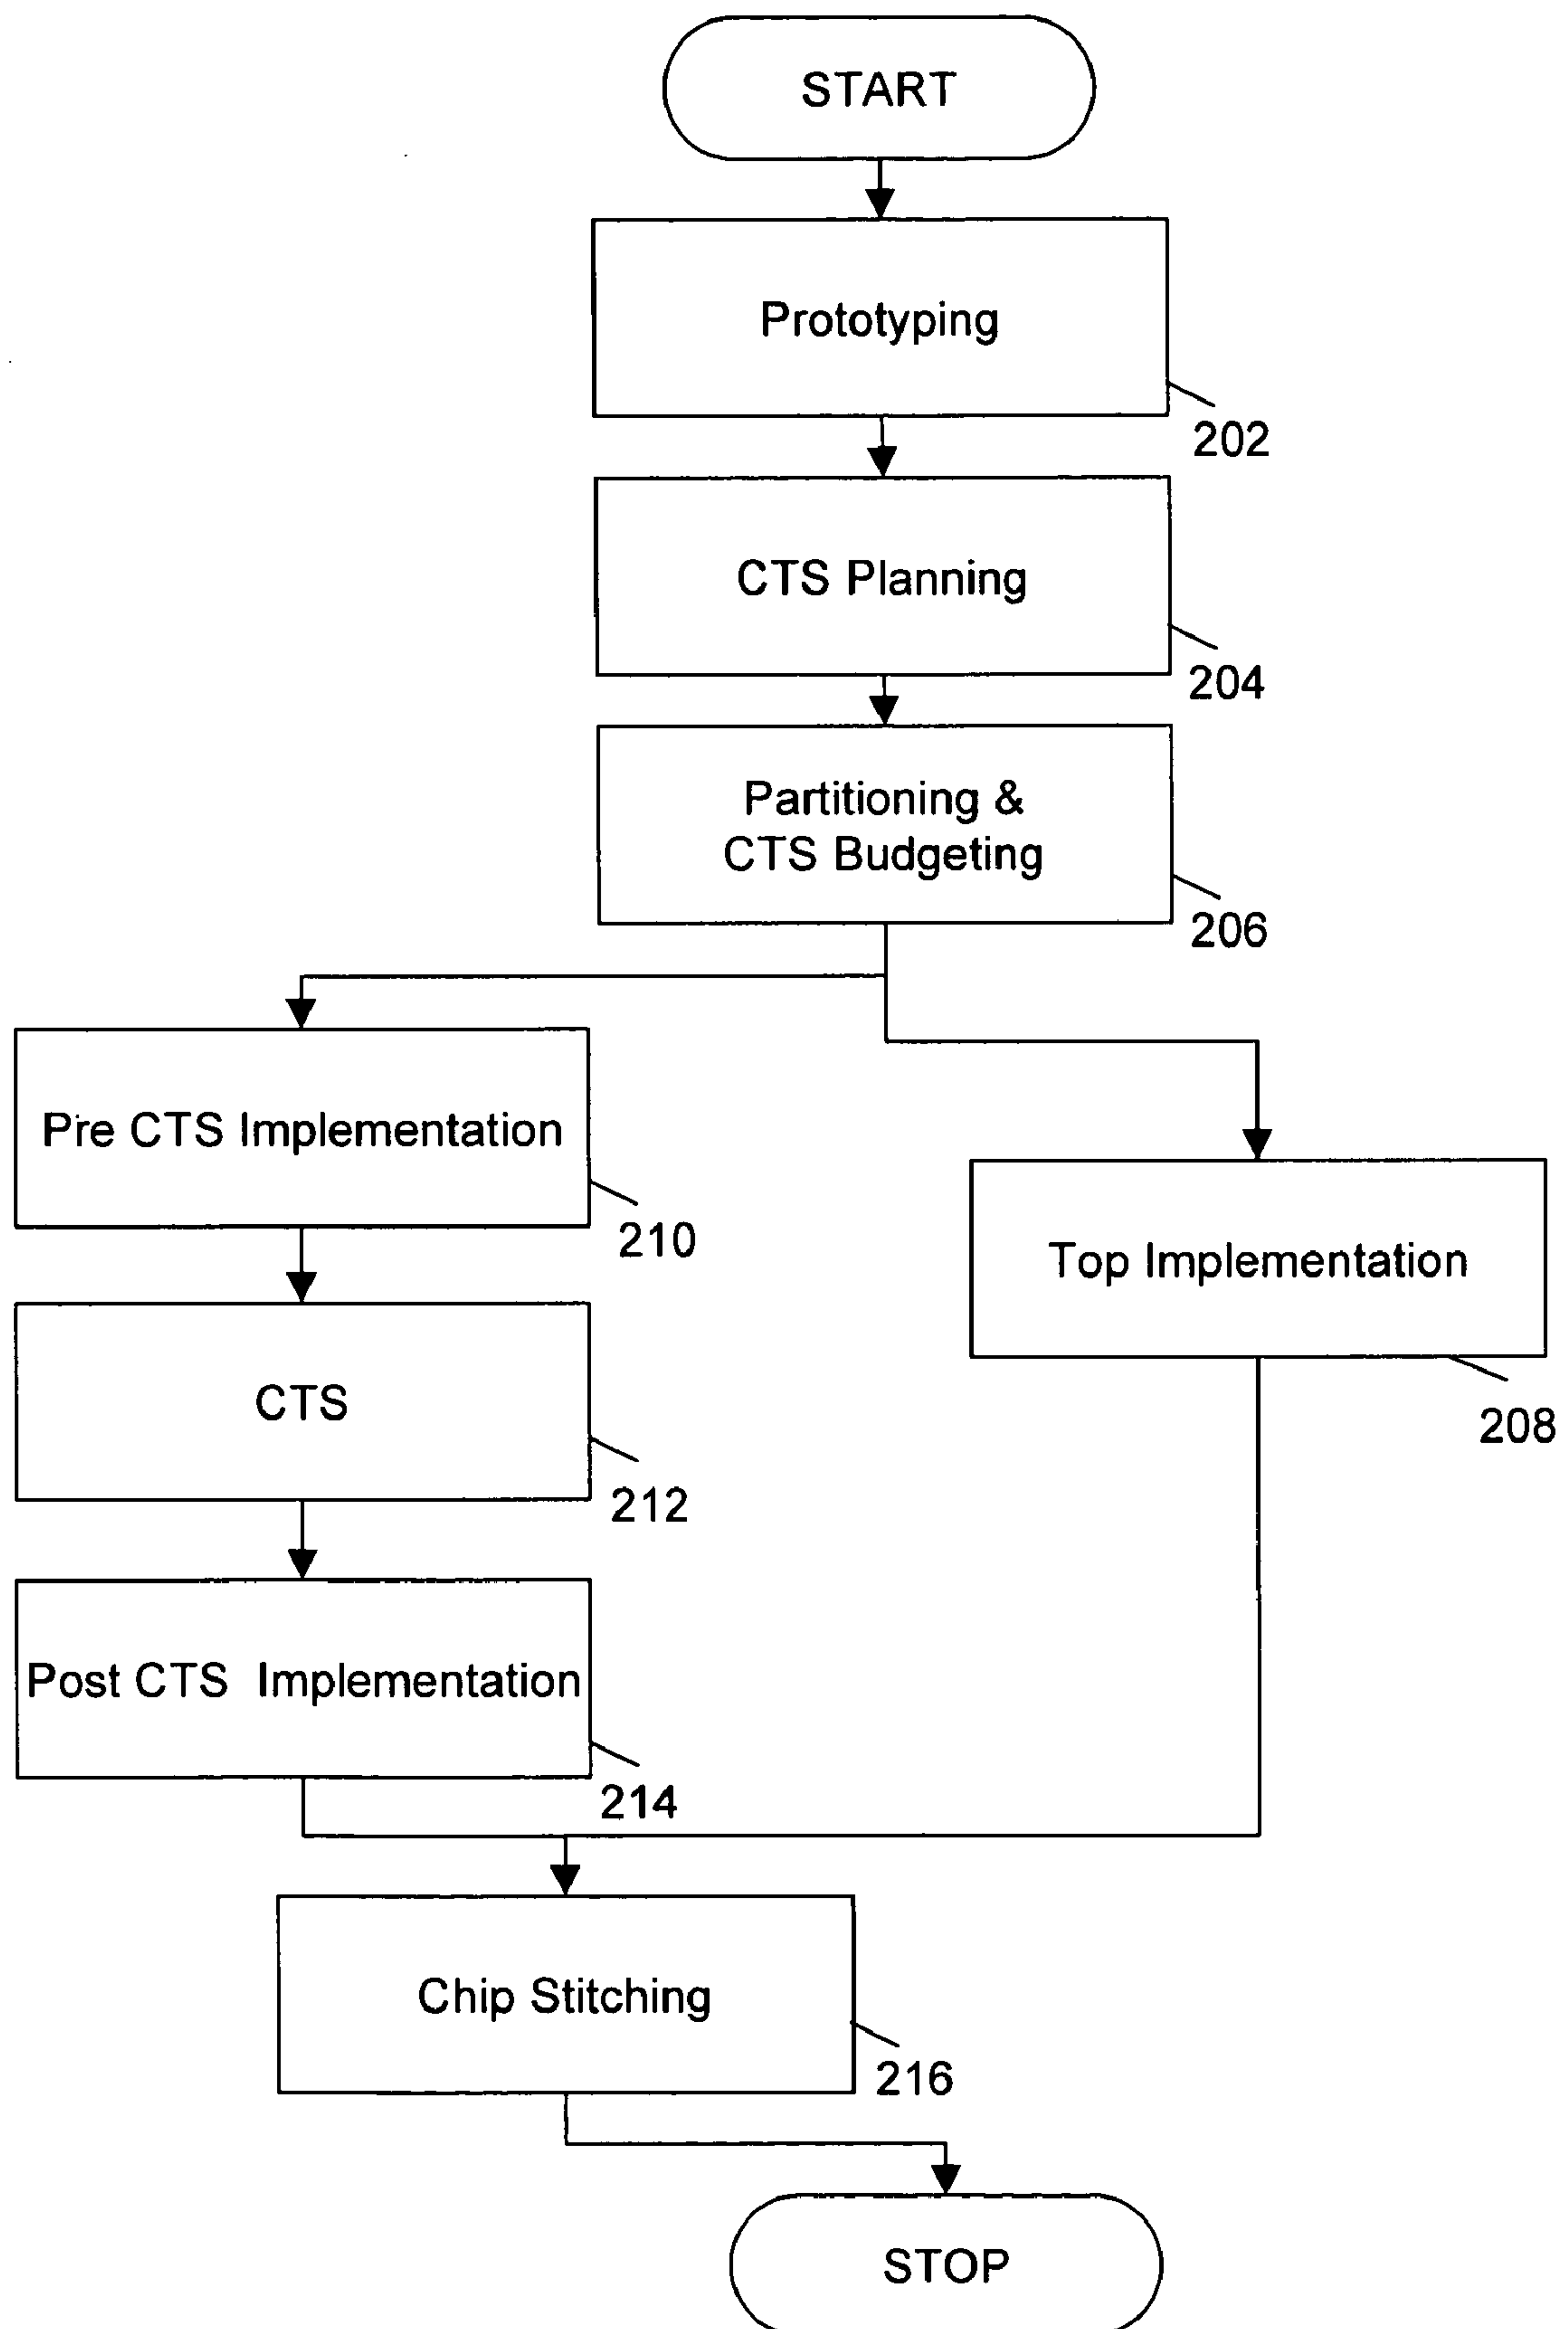 START
Prototyping
202
CTS Planning
204
Partitioning &
CTS Budgeting
206
Pre CTS Implementation
210
Top Implementation
208
CTS
212
Post CTS Implementation
214
Chip Stitching
216
STOP